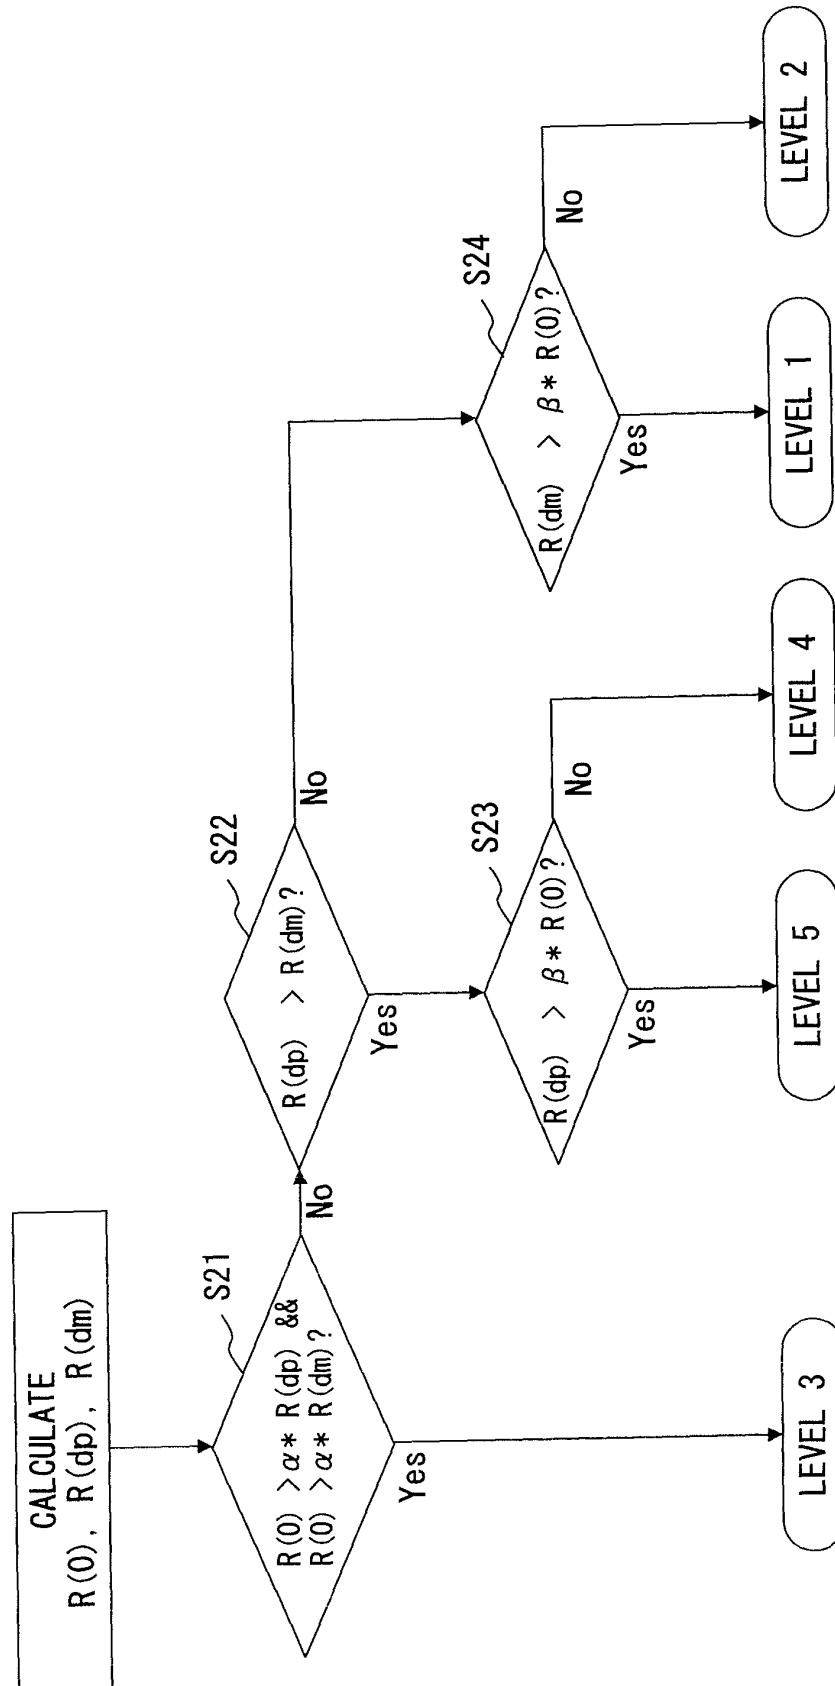 CALCULATE
R(0), R(dp), R(dm)
S21
R(0) >α* R(dp) &&
R(0) >α* R(dm)?
No
Yes
S22
R(dp) > R(dm)?
No
Yes
S23
R(dp) > β* R(0)?
No
Yes
S24
R(dm) > β* R(0)?
No
Yes
LEVEL 3
LEVEL 5
LEVEL 4
LEVEL 1
LEVEL 2